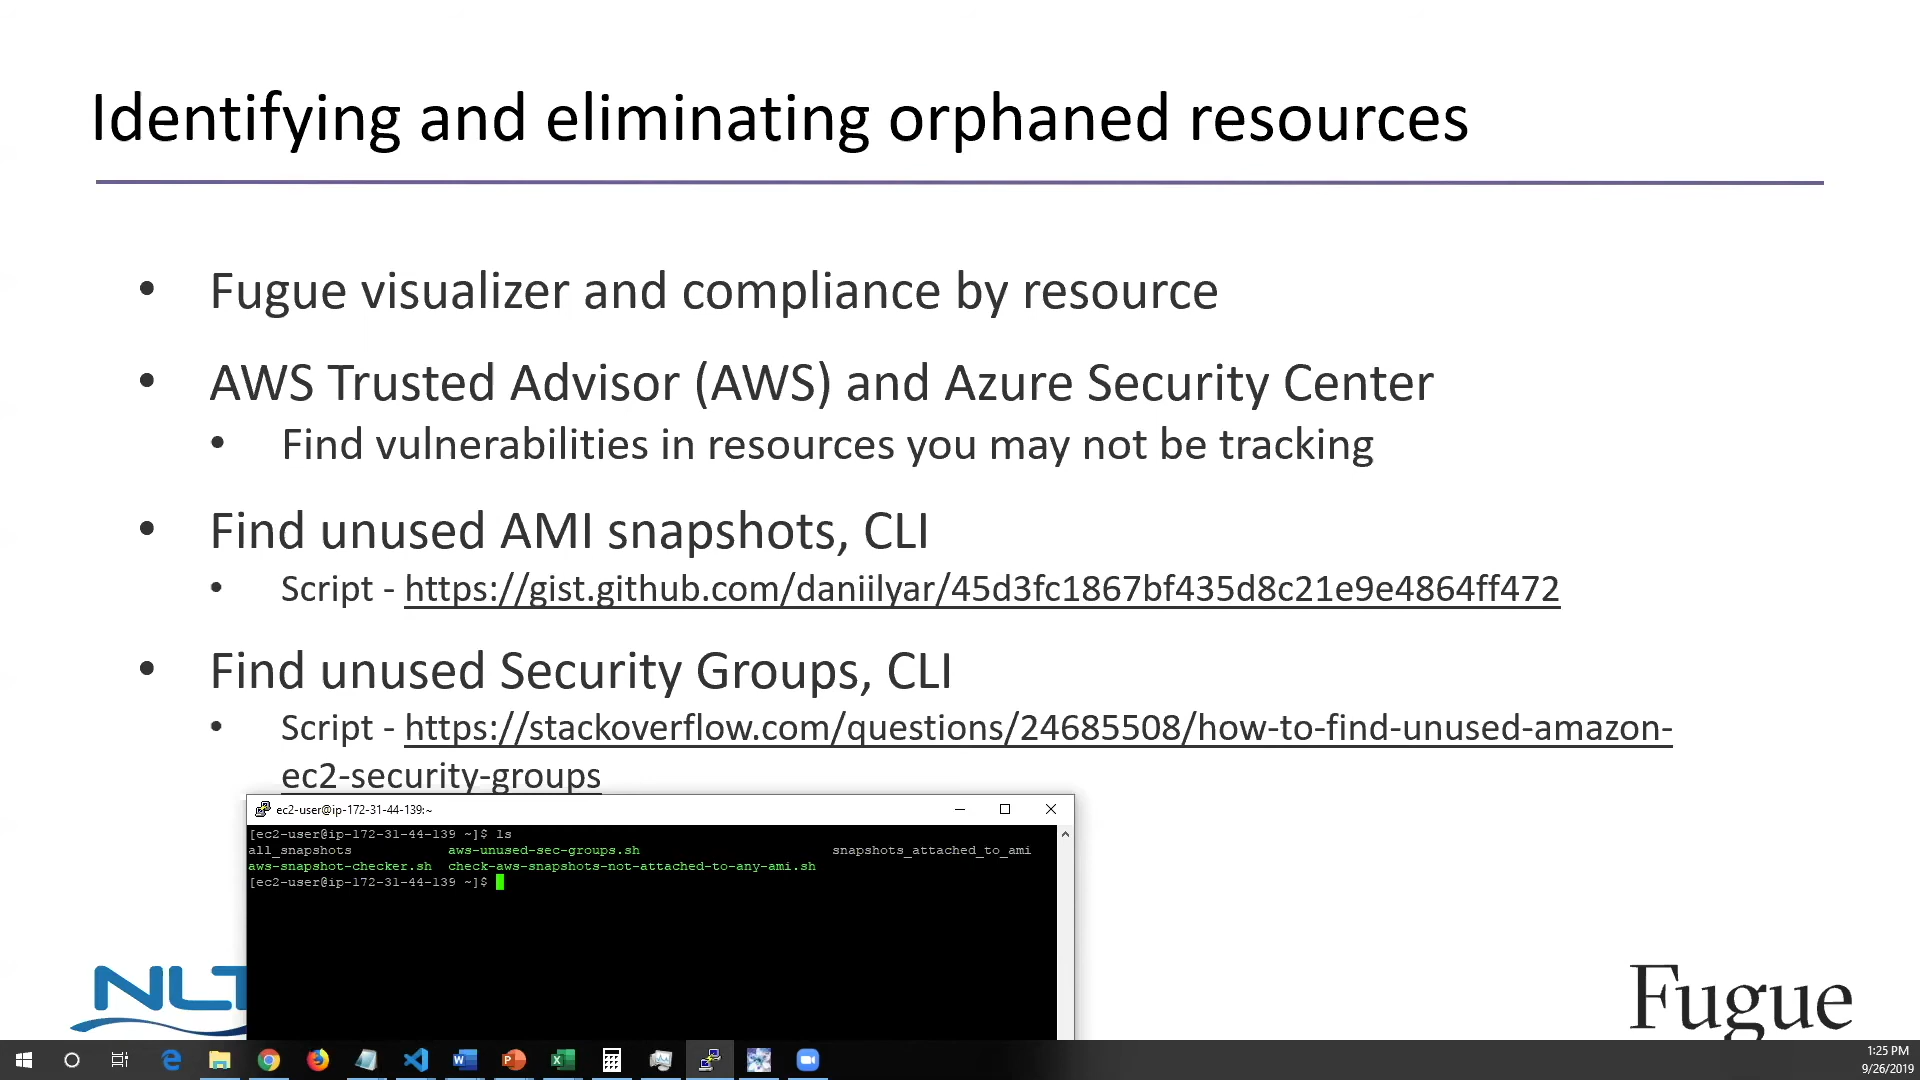 Identifying and eliminating orphaned resources
• Fugue visualizer and compliance by resource
• AWS Trusted Advisor (AWS) and Azure Security Center
• Find vulnerabilities in resources you may not be tracking
• Find unused AMI snapshots, CLI
• Script - https://gist.github.com/daniilyar/45d3fc1867bf435d8c21e9e4864ff472
• Find unused Security Groups, CLI
• Script - https://stackoverflow.com/questions/24685508/how-to-find-unused-amazon-
ec2-security-groups
ec2-user@ip-172-31-44-139:~
[ec2-user@ip-172-31-44-139 ~]$ ls
all_snapshots aws-unused-sec-groups.sh snapshots_attached_to_ami
aws-snapshot-checker.sh check-aws-snapshots-not-attached-to-any-ami.sh
[ec2-user@ip-172-31-44-139 ~]$
NLT
Fugue
1:25 PM
9/26/2019